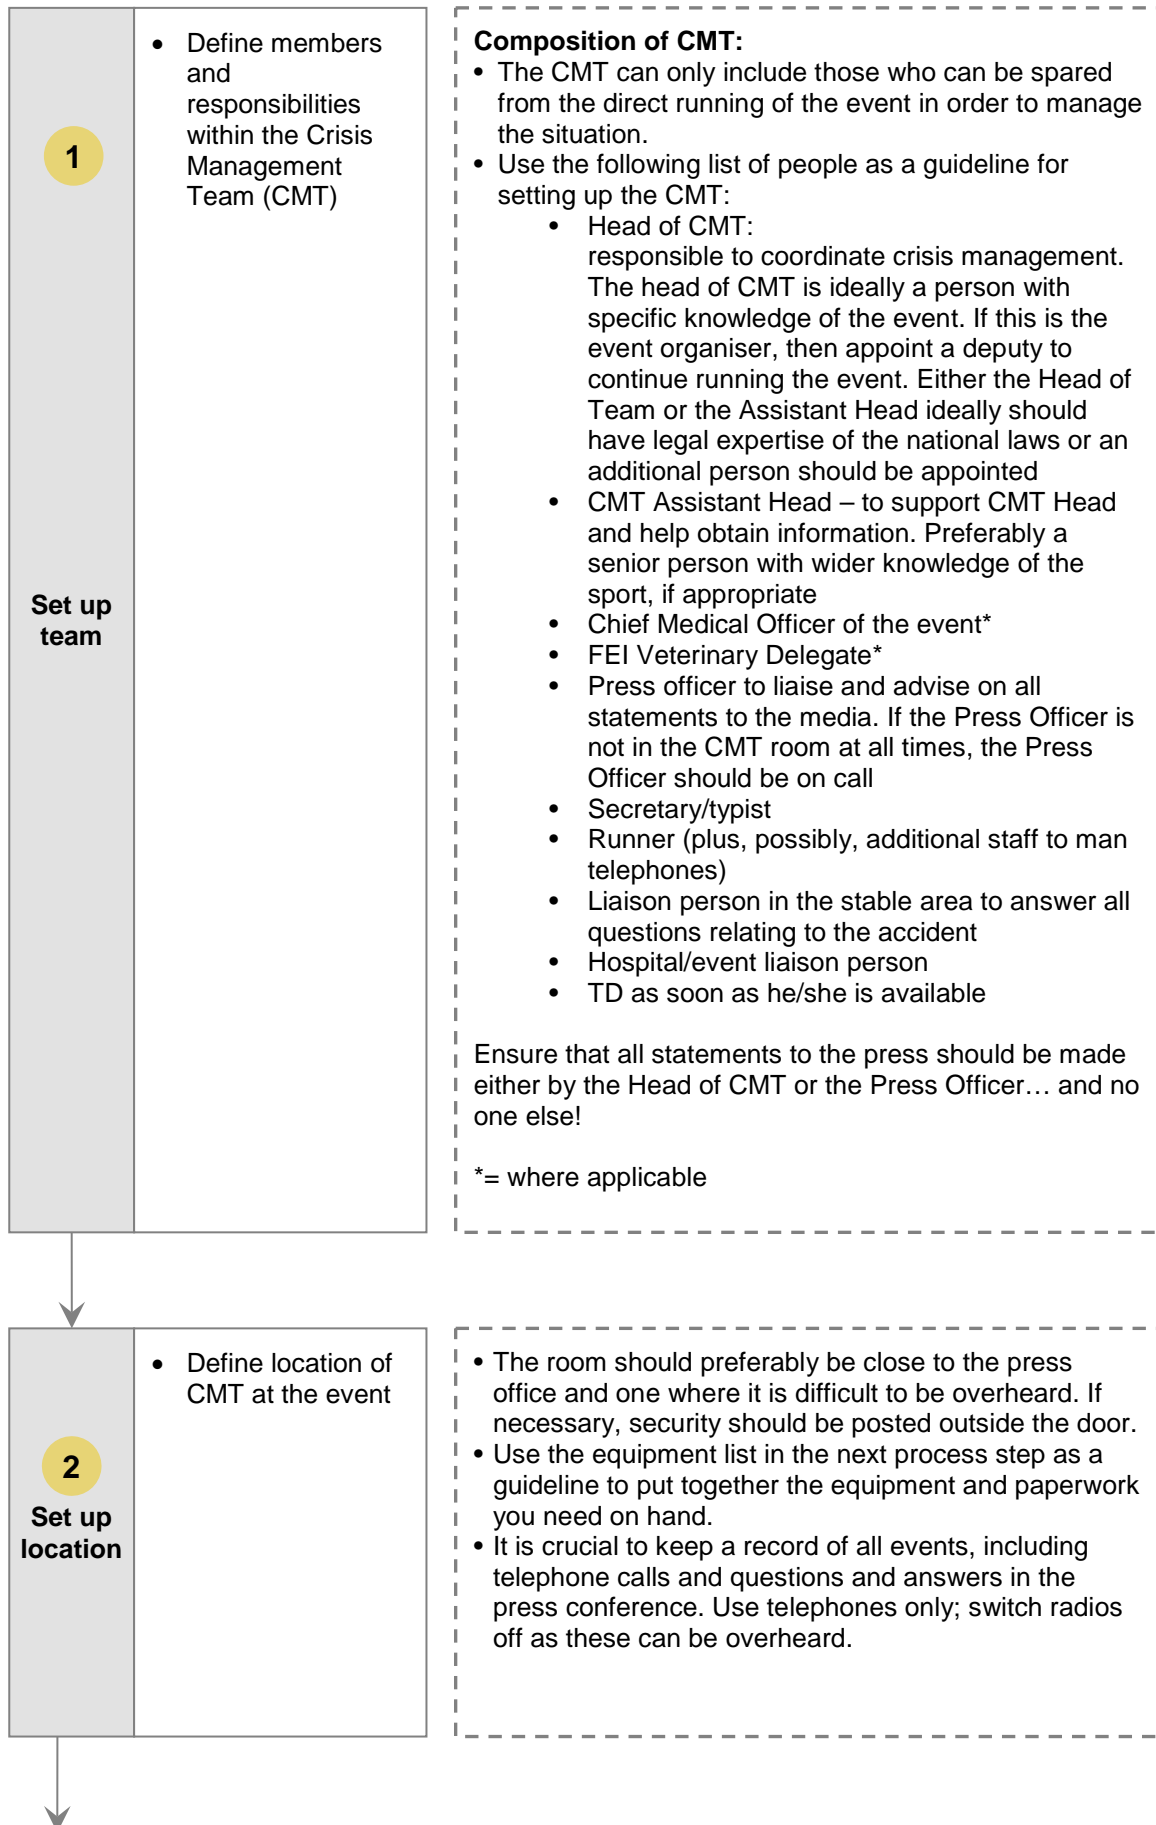 1
Set up
team
• Define members
and
responsibilities
within the Crisis
Management
Team (CMT)
Composition of CMT:
• The CMT can only include those who can be spared
from the direct running of the event in order to manage
the situation.
• Use the following list of people as a guideline for
setting up the CMT:
• Head of CMT:
responsible to coordinate crisis management.
The head of CMT is ideally a person with
specific knowledge of the event. If this is the
event organiser, then appoint a deputy to
continue running the event. Either the Head of
Team or the Assistant Head ideally should
have legal expertise of the national laws or an
additional person should be appointed
• CMT Assistant Head – to support CMT Head
and help obtain information. Preferably a
senior person with wider knowledge of the
sport, if appropriate
• Chief Medical Officer of the event*
• FEI Veterinary Delegate*
• Press officer to liaise and advise on all
statements to the media. If the Press Officer is
not in the CMT room at all times, the Press
Officer should be on call
• Secretary/typist
• Runner (plus, possibly, additional staff to man
telephones)
• Liaison person in the stable area to answer all
questions relating to the accident
• Hospital/event liaison person
• TD as soon as he/she is available
Ensure that all statements to the press should be made
either by the Head of CMT or the Press Officer… and no
one else!
*= where applicable
2
Set up
location
• Define location of
CMT at the event
• The room should preferably be close to the press
office and one where it is difficult to be overheard. If
necessary, security should be posted outside the door.
• Use the equipment list in the next process step as a
guideline to put together the equipment and paperwork
you need on hand.
• It is crucial to keep a record of all events, including
telephone calls and questions and answers in the
press conference. Use telephones only; switch radios
off as these can be overheard.